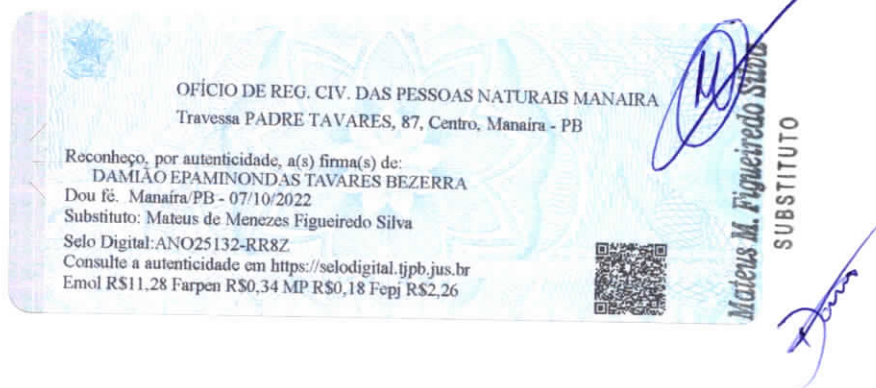 OFÍCIO DE REG. CIV. DAS PESSOAS NATURAIS MANAIRA
Travessa PADRE TAVARES, 87, Centro, Manaira - PB
Reconheço, por autenticidade, a(s) firma(s) de:
DAMIÃO EPAMINONDAS TAVARES BEZERRA
Dou fé. Manaíra/PB - 07/10/2022
Substituto: Mateus de Menezes Figueiredo Silva
Selo Digital:ANO25132-RR8Z
Consulte a autenticidade em https://selodigital.tjpb.jus.br
Emol R$11,28 Farpen R$0,34 MP R$0,18 Fepj R$2,26
Mateus M. Figueiredo Silva
SUBSTITUTO